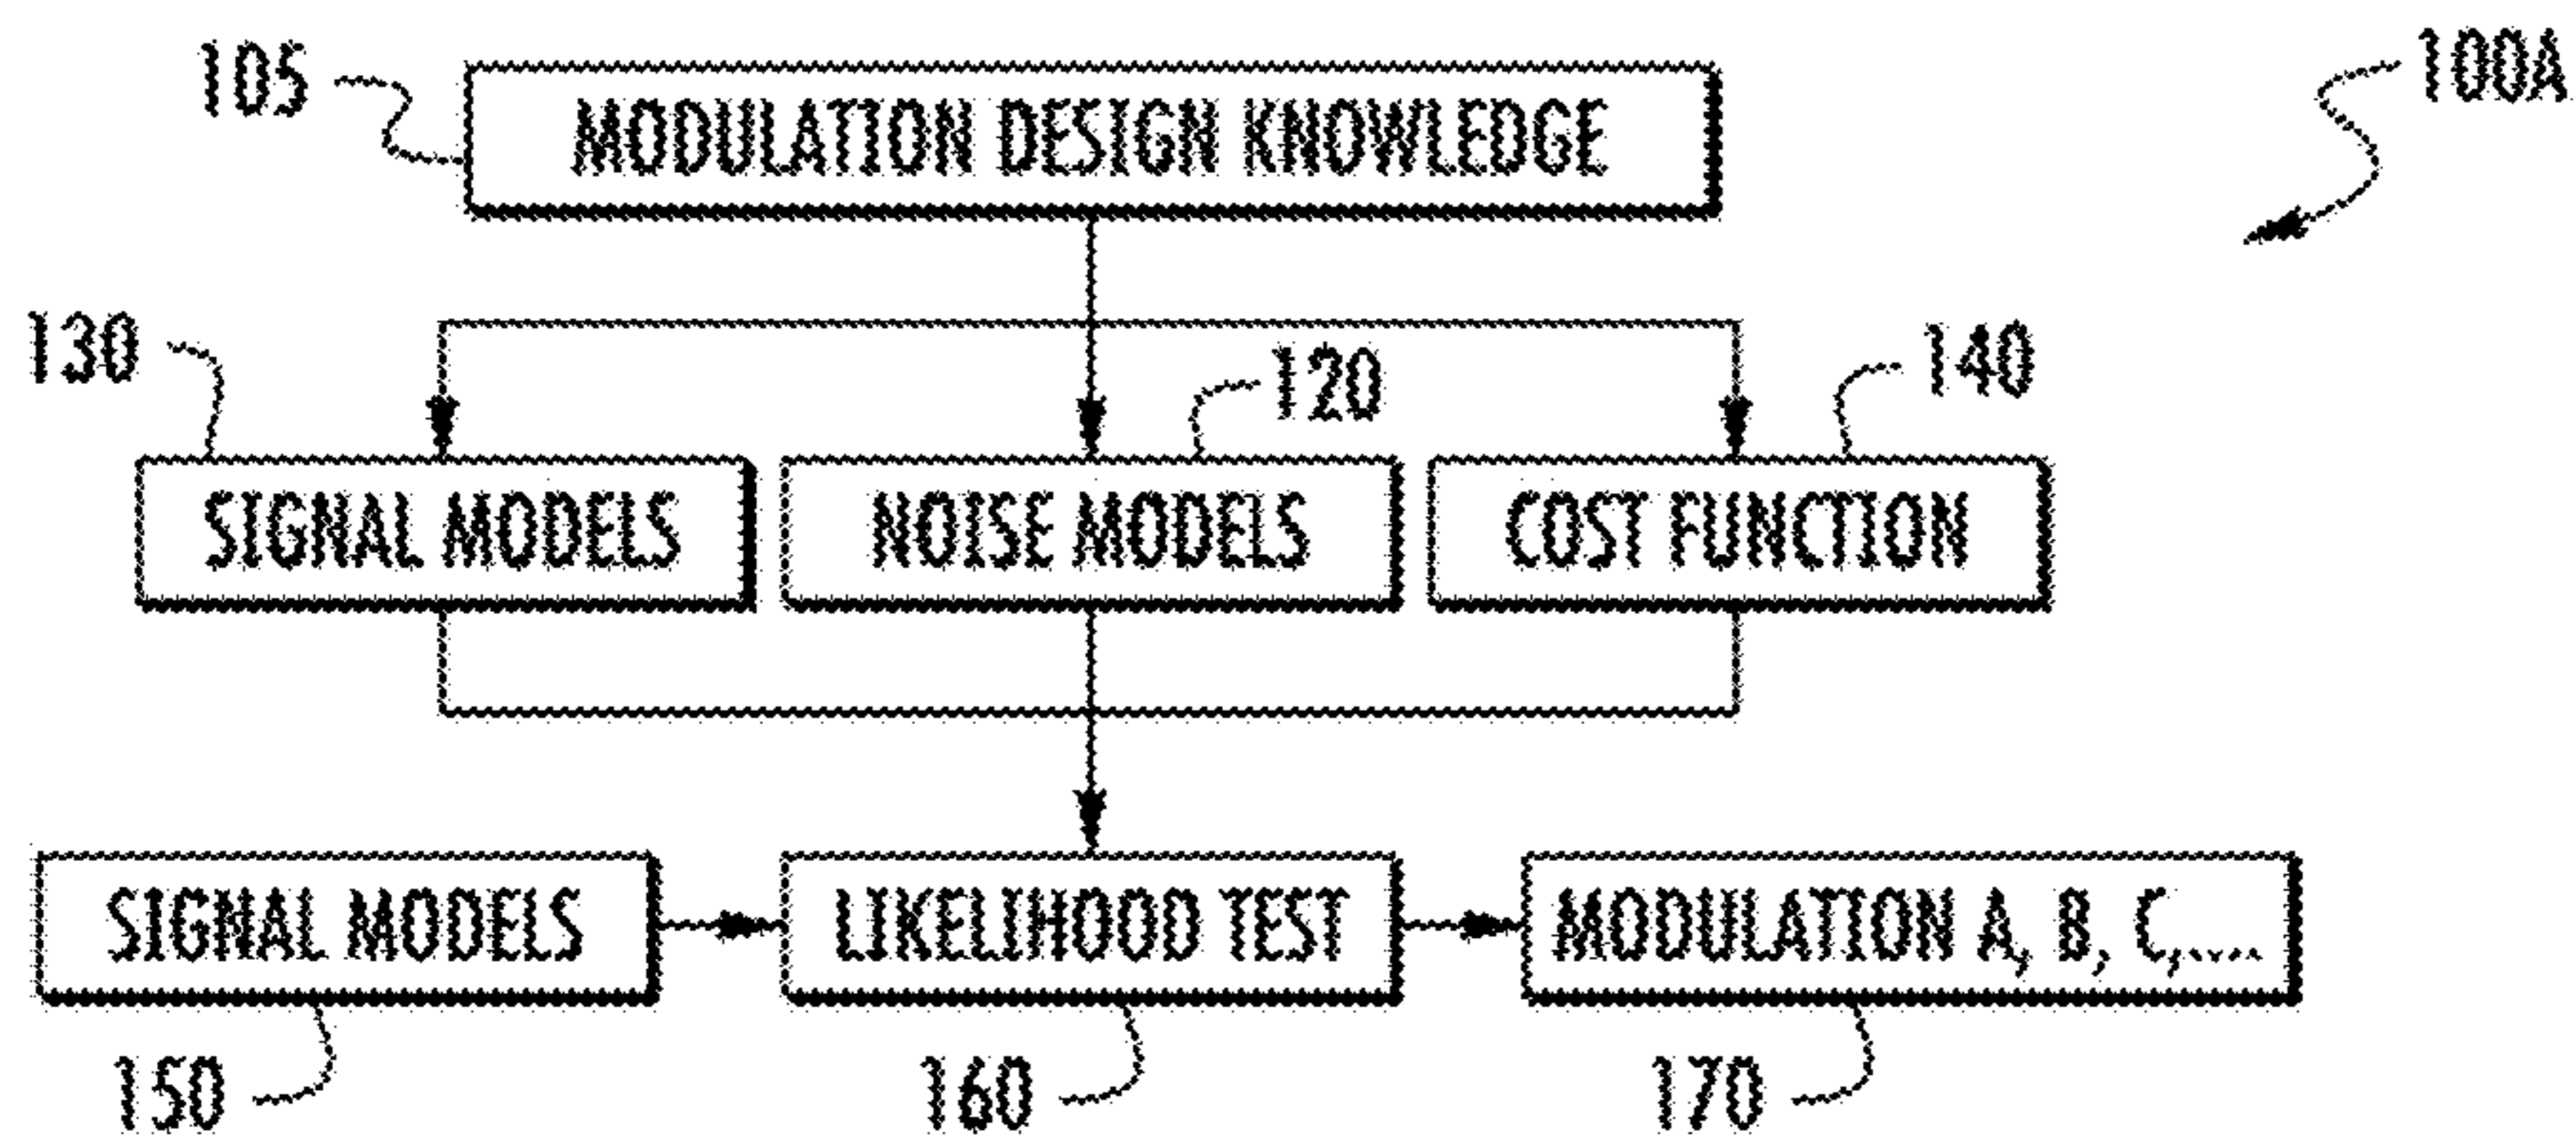 105
MODULATION DESIGN KNOWLEDGE
100A
130
120
140
SIGNAL MODELS
NOISE MODELS
COST FUNCTION
SIGNAL MODELS
LIKELIHOOD TEST
MODULATION A, B, C,....
150
160
170